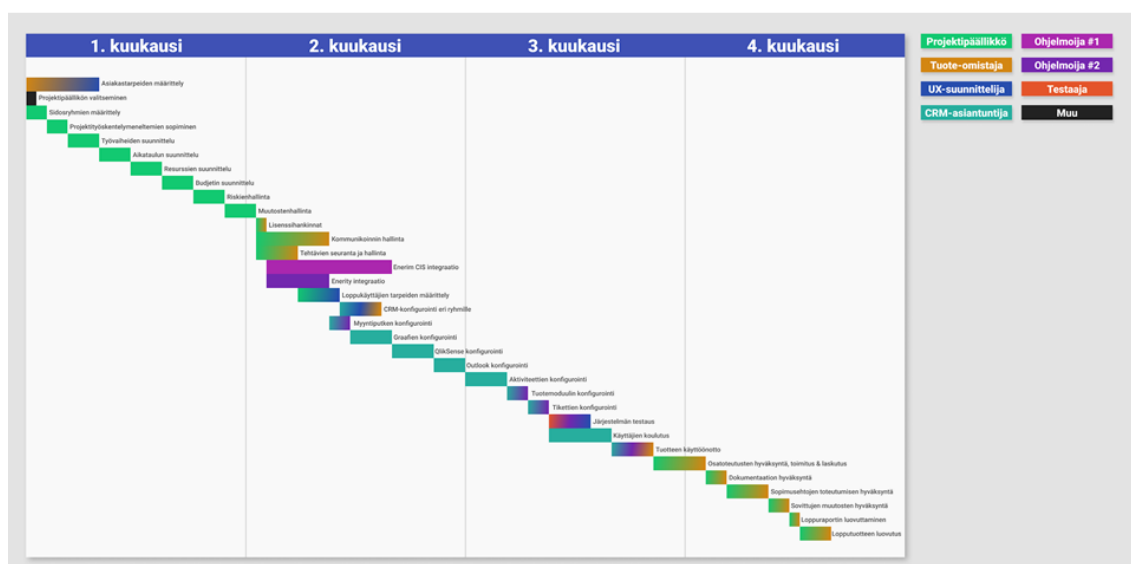 1. kuukausi 2. kuukausi 3. kuukausi 4. kuukausi
Projektipäällikkö Ohjelmoija #1
Tuote-omistaja Ohjelmoija #2
UX-suunnittelija Testaaja
CRM-asiantuntija Muu
Asiakastarpeiden määrittely
Projektipäällikön valitseminen
Sidosryhmien määrittely
Projektityöskentelymenetelmien sopiminen
Työvaiheiden suunnittelu
Aikataulun suunnittelu
Resurssien suunnittelu
Budjetin suunnittelu
Riskienhallinta
Muutostenhallinta
Lisenssihankinnat
Kommunikoinnin hallinta
Tehtävien seuranta ja hallinta
Enerim CIS integraatio
Enerity integraatio
Loppukäyttäjien tarpeiden määrittely
CRM-konfigurointi eri ryhmille
Myyntiputken konfigurointi
Graafien konfigurointi
QlikSense konfigurointi
Outlook konfigurointi
Aktiviteettien konfigurointi
Tuotemoduulin konfigurointi
Tikettien konfigurointi
Järjestelmän testaus
Käyttäjien koulutus
Tuotteen käyttöönotto
Osatoteutusten hyväksyntä, toimitus & laskutus
Dokumentaation hyväksyntä
Sopimusehtojen toteutumisen hyväksyntä
Sovittujen muutosten hyväksyntä
Loppuraportin luovuttaminen
Lopputuotteen luovutus